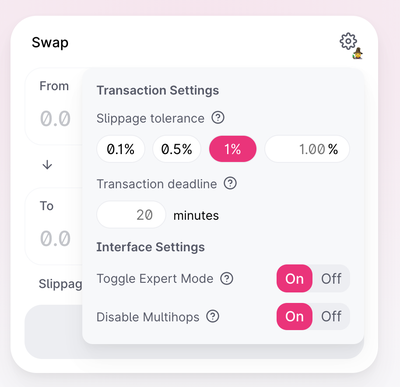 Swap
From
0.0
To
0.0
Slippag
Transaction Settings
Slippage tolerance ?
0.1% 0.5% 1% 1.00 %
Transaction deadline ?
20 minutes
Interface Settings
Toggle Expert Mode ? On Off
Disable Multihops ? On Off